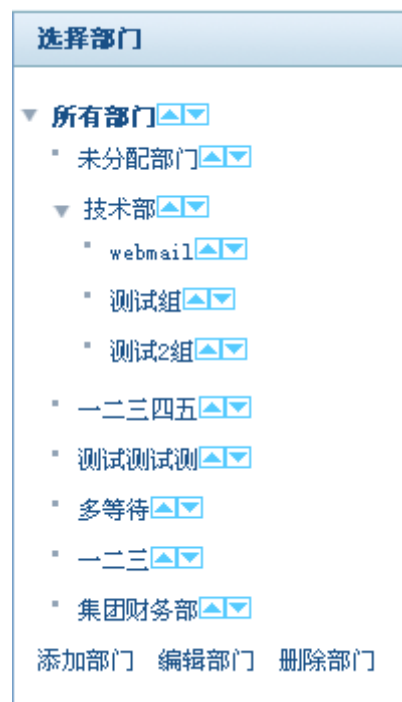 选择部门
所有部门
未分配部门
技术部
webmail
测试组
测试2组
一二三四五
测试测试测
多等待
一二三
集团财务部
添加部门 编辑部门 删除部门